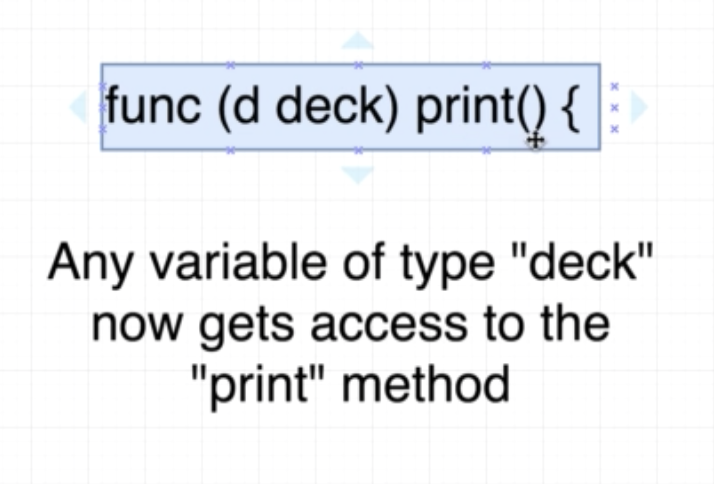 func (d deck) print() {
Any variable of type "deck"
now gets access to the
"print" method